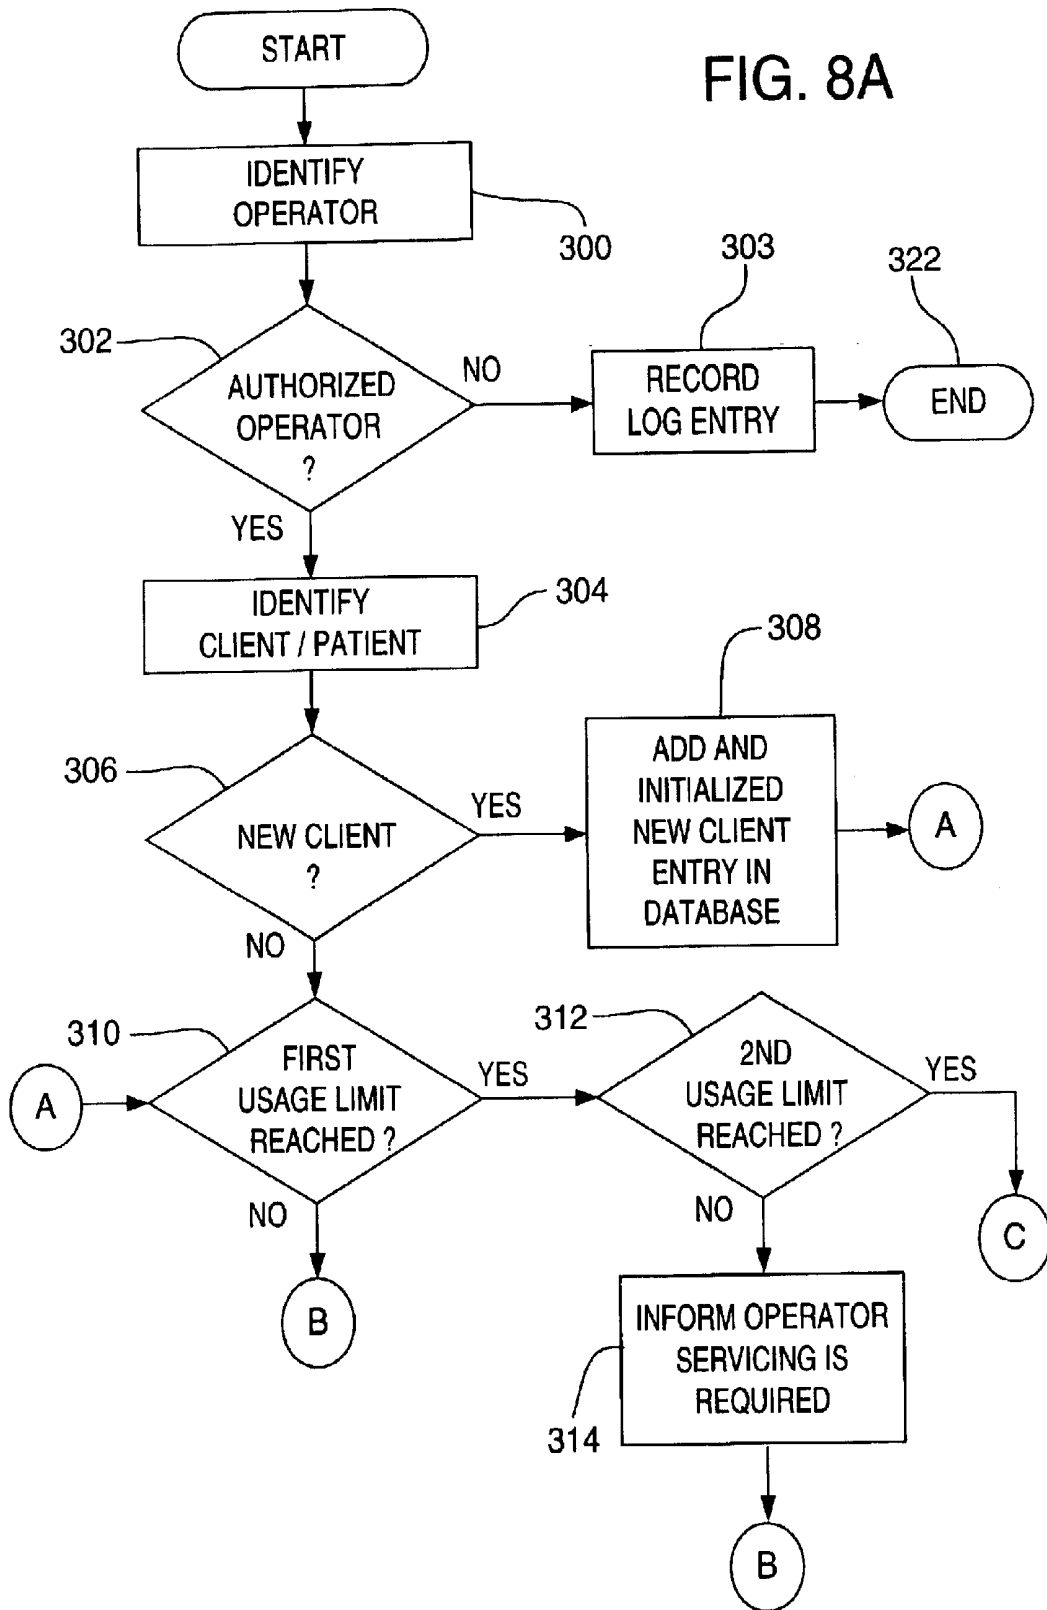 START
FIG. 8A
IDENTIFY
OPERATOR
300
303
322
302
AUTHORIZED
OPERATOR
?
NO
RECORD
LOG ENTRY
END
YES
IDENTIFY
CLIENT / PATIENT
304
308
306
NEW CLIENT
?
YES
ADD AND
INITIALIZED
NEW CLIENT
ENTRY IN
DATABASE
A
NO
310
A
FIRST
USAGE LIMIT
REACHED ?
YES
312
2ND
USAGE LIMIT
REACHED ?
YES
C
NO
B
NO
INFORM OPERATOR
SERVICING IS
REQUIRED
314
B